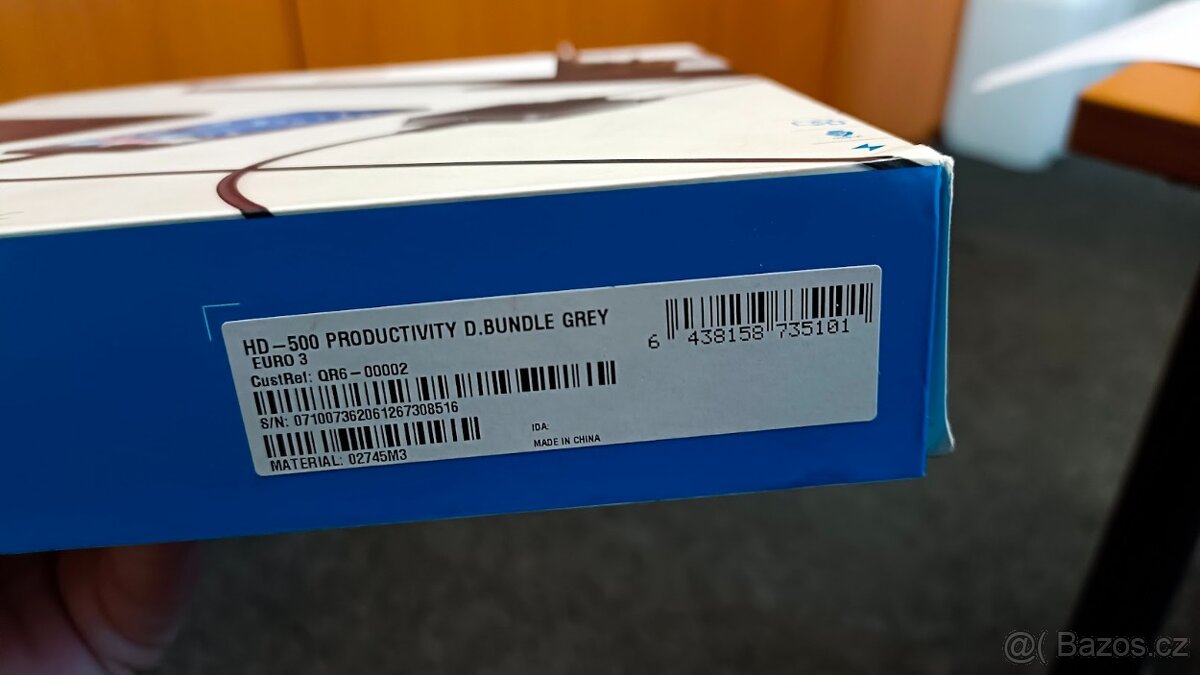 HD-500 PRODUCTIVITY D.BUNDLE GREY
EURO 3
CustRef: QR6-00002
S/N: 071007362061267308516
MATERIAL: 02745M3
IDA:
MADE IN CHINA
6 438158 735101
@( Bazos.cz